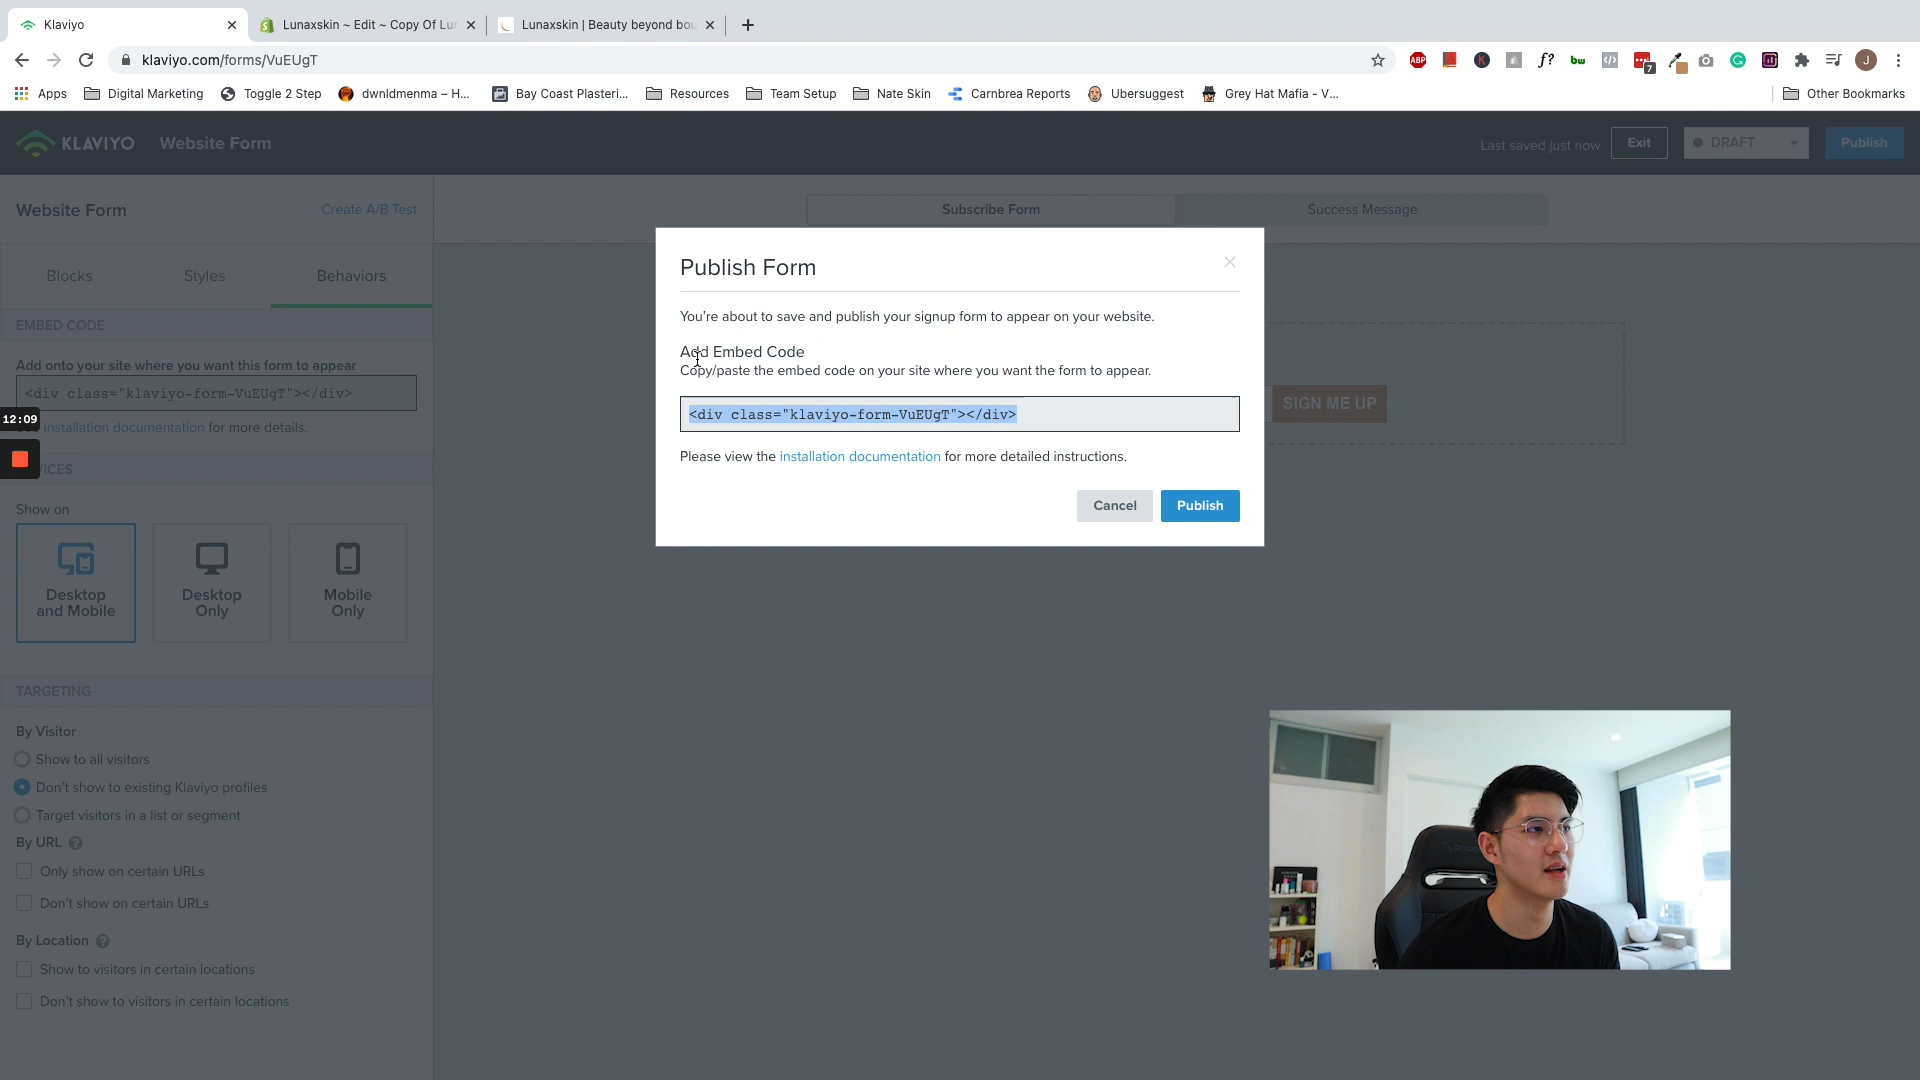 Klaviyo
Lunaxskin ~ Edit ~ Copy Of Lu
Lunaxskin | Beauty beyond bou
klaviyo.com/forms/VuEUgT
ABP
f?
bw
7
J
Apps
Digital Marketing
Toggle 2 Step
dwnldmenma – H...
Bay Coast Plasteri...
Resources
Team Setup
Nate Skin
Carnbrea Reports
Ubersuggest
Grey Hat Mafia - V...
Other Bookmarks
KLAVIYO
Website Form
Last saved just now
Exit
DRAFT
Publish
Website Form
Create A/B Test
Subscribe Form
Success Message
Blocks
Styles
Behaviors
EMBED CODE
Add onto your site where you want this form to appear
<div class="klaviyo-form-VuEUgT"></div>
12:09
installation documentation for more details.
Show on
Desktop
and Mobile
Desktop
Only
Mobile
Only
TARGETING
By Visitor
Show to all visitors
Don't show to existing Klaviyo profiles
Target visitors in a list or segment
By URL ?
Only show on certain URLs
Don't show on certain URLs
By Location ?
Show to visitors in certain locations
Don't show to visitors in certain locations
Publish Form
You're about to save and publish your signup form to appear on your website.
Add Embed Code
Copy/paste the embed code on your site where you want the form to appear.
<div class="klaviyo-form-VuEUgT"></div>
Please view the installation documentation for more detailed instructions.
Cancel
Publish
SIGN ME UP